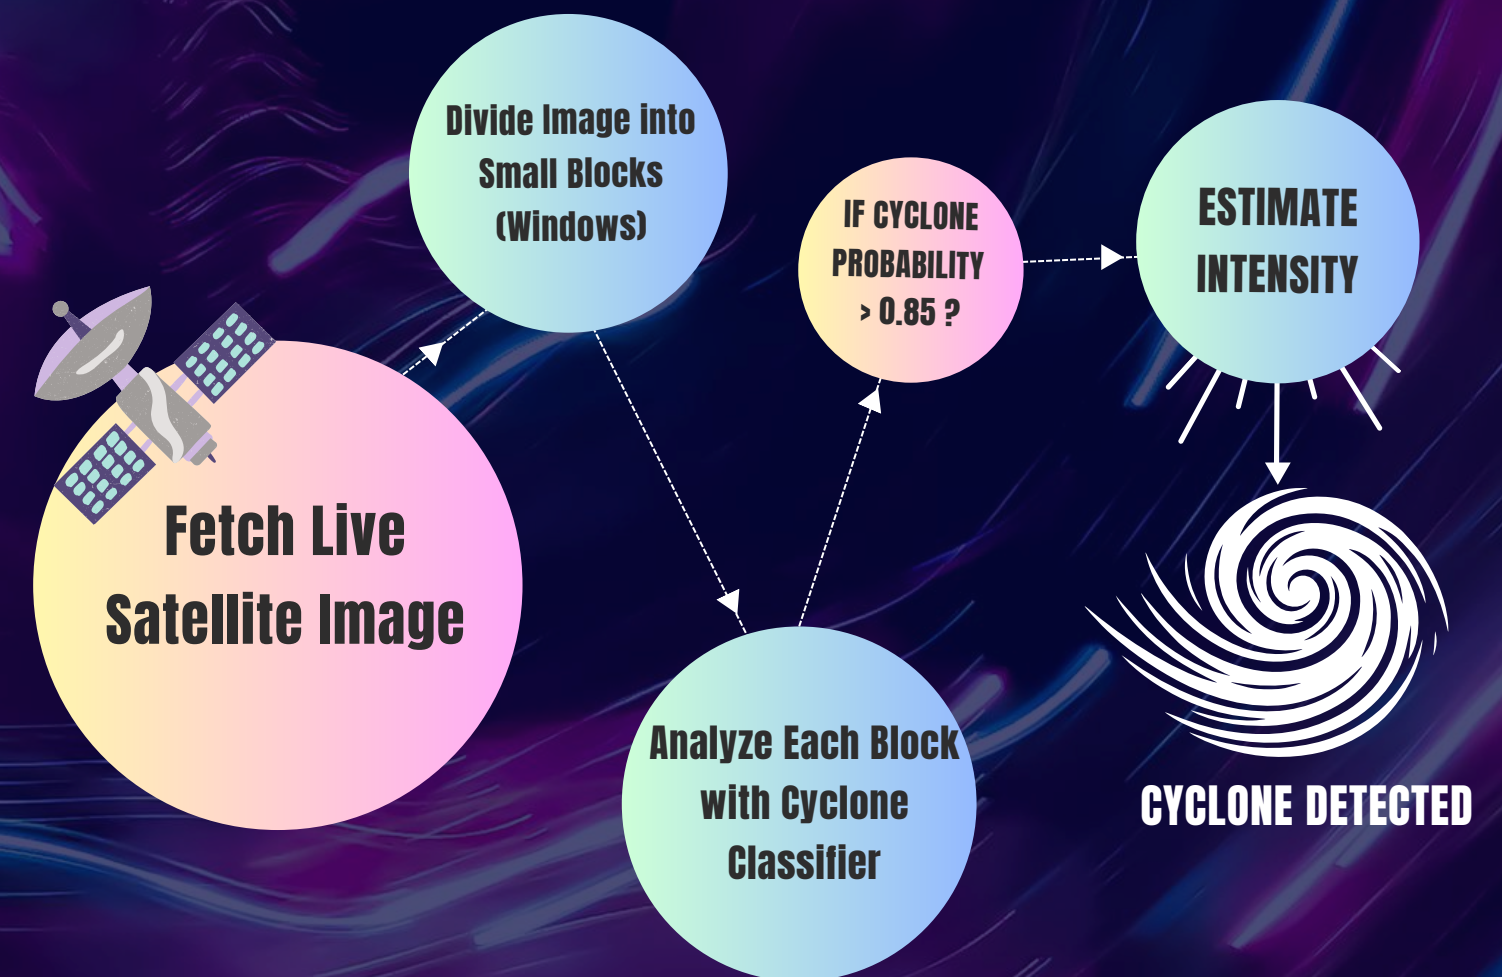 Fetch Live
Satellite Image
Divide Image into
Small Blocks
(Windows)
Analyze Each Block
with Cyclone
Classifier
IF CYCLONE
PROBABILITY
> 0.85 ?
ESTIMATE
INTENSITY
CYCLONE DETECTED